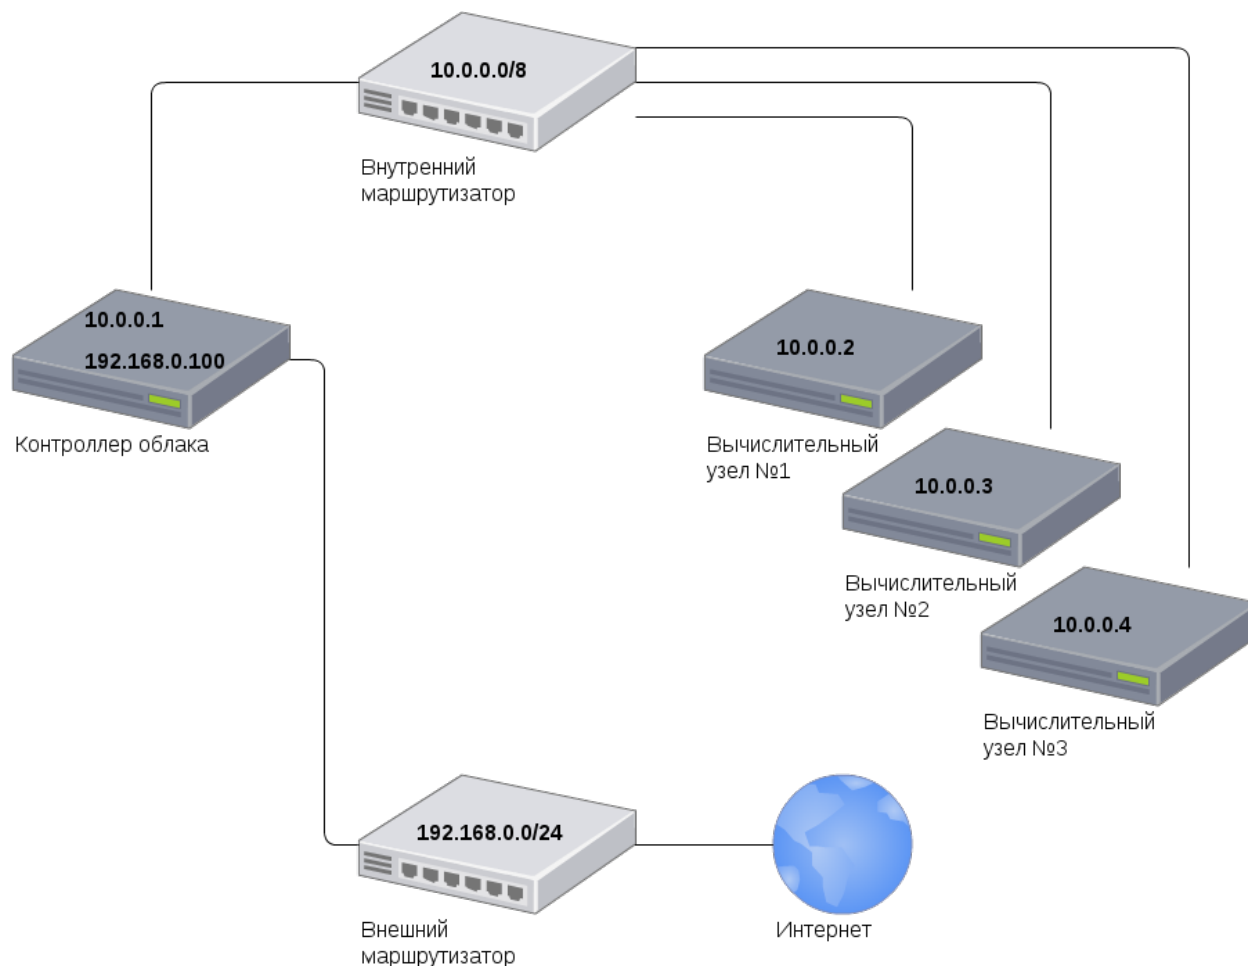 10.0.0.0/8
Внутренний
маршрутизатор
10.0.0.1
192.168.0.100
Контроллер облака
10.0.0.2
Вычислительный
узел №1
10.0.0.3
Вычислительный
узел №2
10.0.0.4
Вычислительный
узел №3
192.168.0.0/24
Внешний
маршрутизатор
Интернет